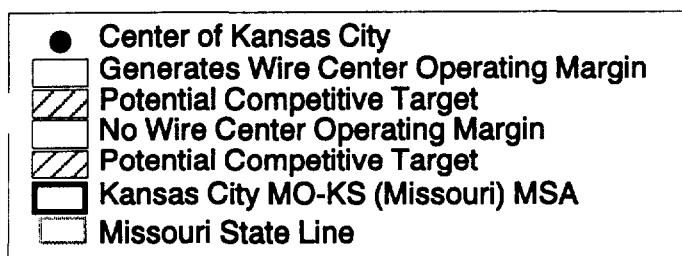 Center of Kansas City
Generates Wire Center Operating Margin
Potential Competitive Target
No Wire Center Operating Margin
Potential Competitive Target
Kansas City MO-KS (Missouri) MSA
Missouri State Line